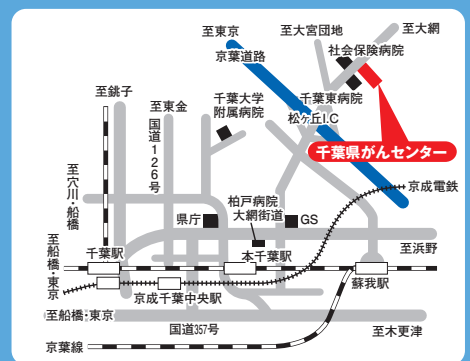 至東京
京葉道路
至大宮団地
至大網
社会保険病院
至銚子
至東金
国道126号
千葉大学
附属病院
千葉東病院
松ヶ丘I.C
千葉県がんセンター
至穴川・船橋
京成電鉄
柏戸病院
大網街道
県庁
GS
至船橋・東京
千葉駅
本千葉駅
至浜野
蘇我駅
京成千葉中央駅
至船橋・東京
国道357号
至木更津
京葉線